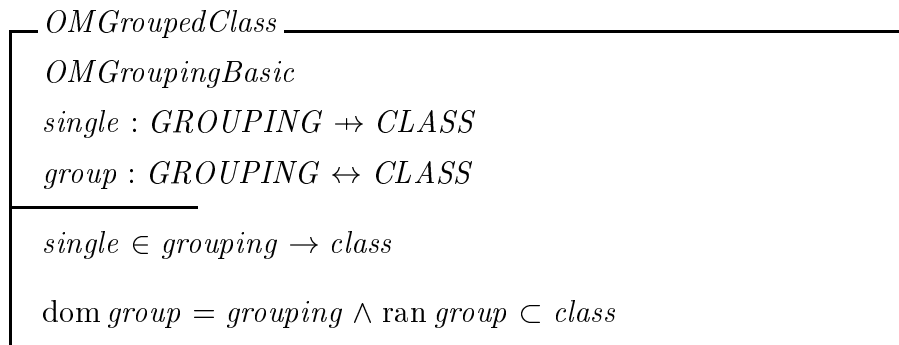 OMGroupedClass
OMGroupingBasic
single : GROUPING ⇸ CLASS
group : GROUPING ↔ CLASS
single ∈ grouping → class
dom group = grouping ∧ ran group ⊂ class